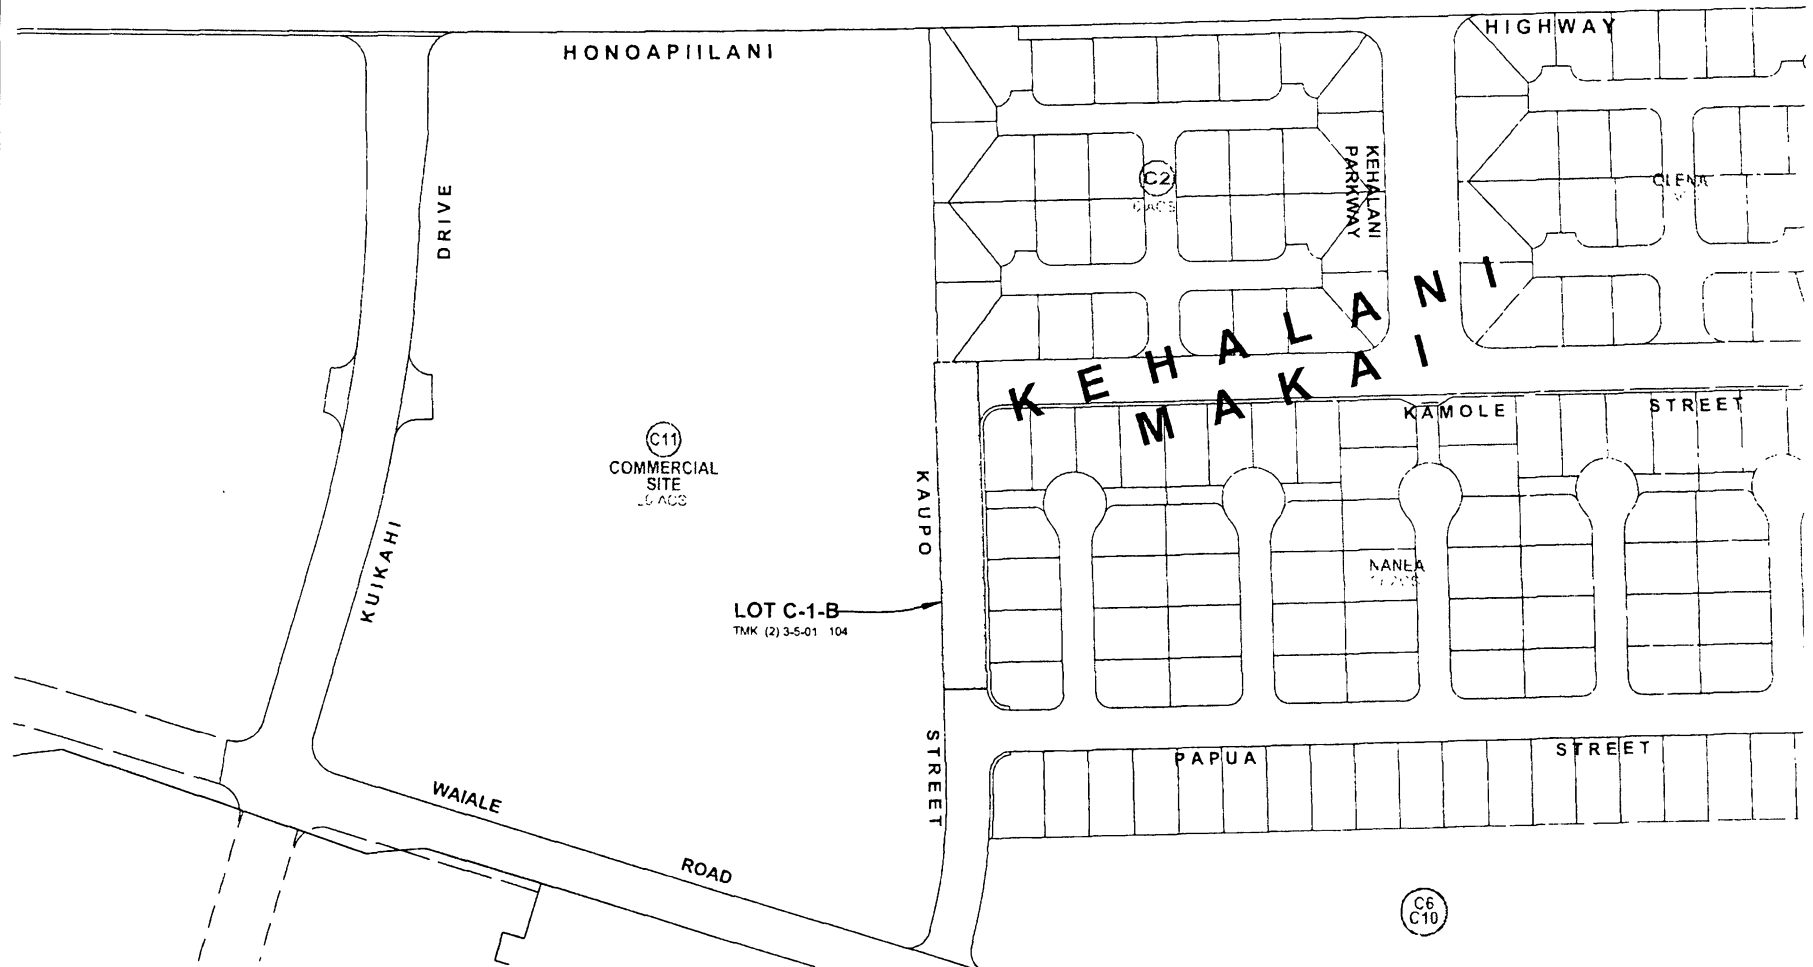 HONOAPIILANI
HIGHWAY
DRIVE
KUIKAHI
C2
KEHALANI
PARKWAY
KEHALANI
MAKAI
KAMOLE
STREET
C11
COMMERCIAL
SITE
KAUPO
STREET
LOT C-1-B
TMK (2) 3-5-01 104
NANEA
PAPUA
STREET
WAIALE
ROAD
C6
C10